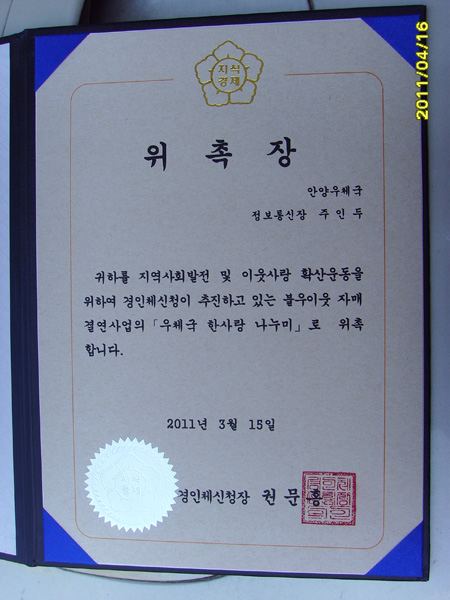 지식
경제
위 촉 장
안양우체국
정보통신장 주 인 두
귀하를 지역사회발전 및 이웃사랑 확산운동을
위하여 경인체신청이 추진하고 있는 불우이웃 자매
결연사업의 「우체국 한사랑 나누미」로 위촉
합니다.
2011년 3월 15일
경인체신청장 권 문 홍
2011/04/16